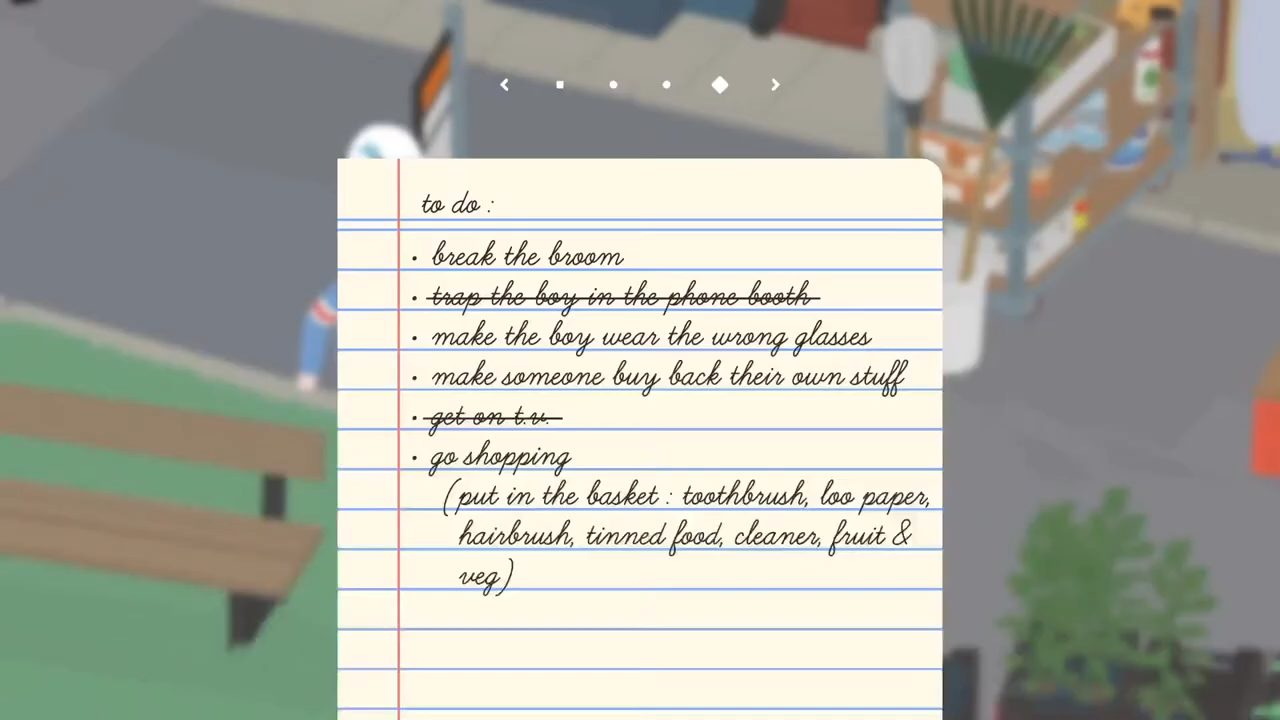 to do :
• break the broom
• trap the boy in the phone booth
• make the boy wear the wrong glasses
• make someone buy back their own stuff
• get on t.v.
• go shopping
(put in the basket : toothbrush, loo paper,
hairbrush, tinned food, cleaner, fruit &
veg)